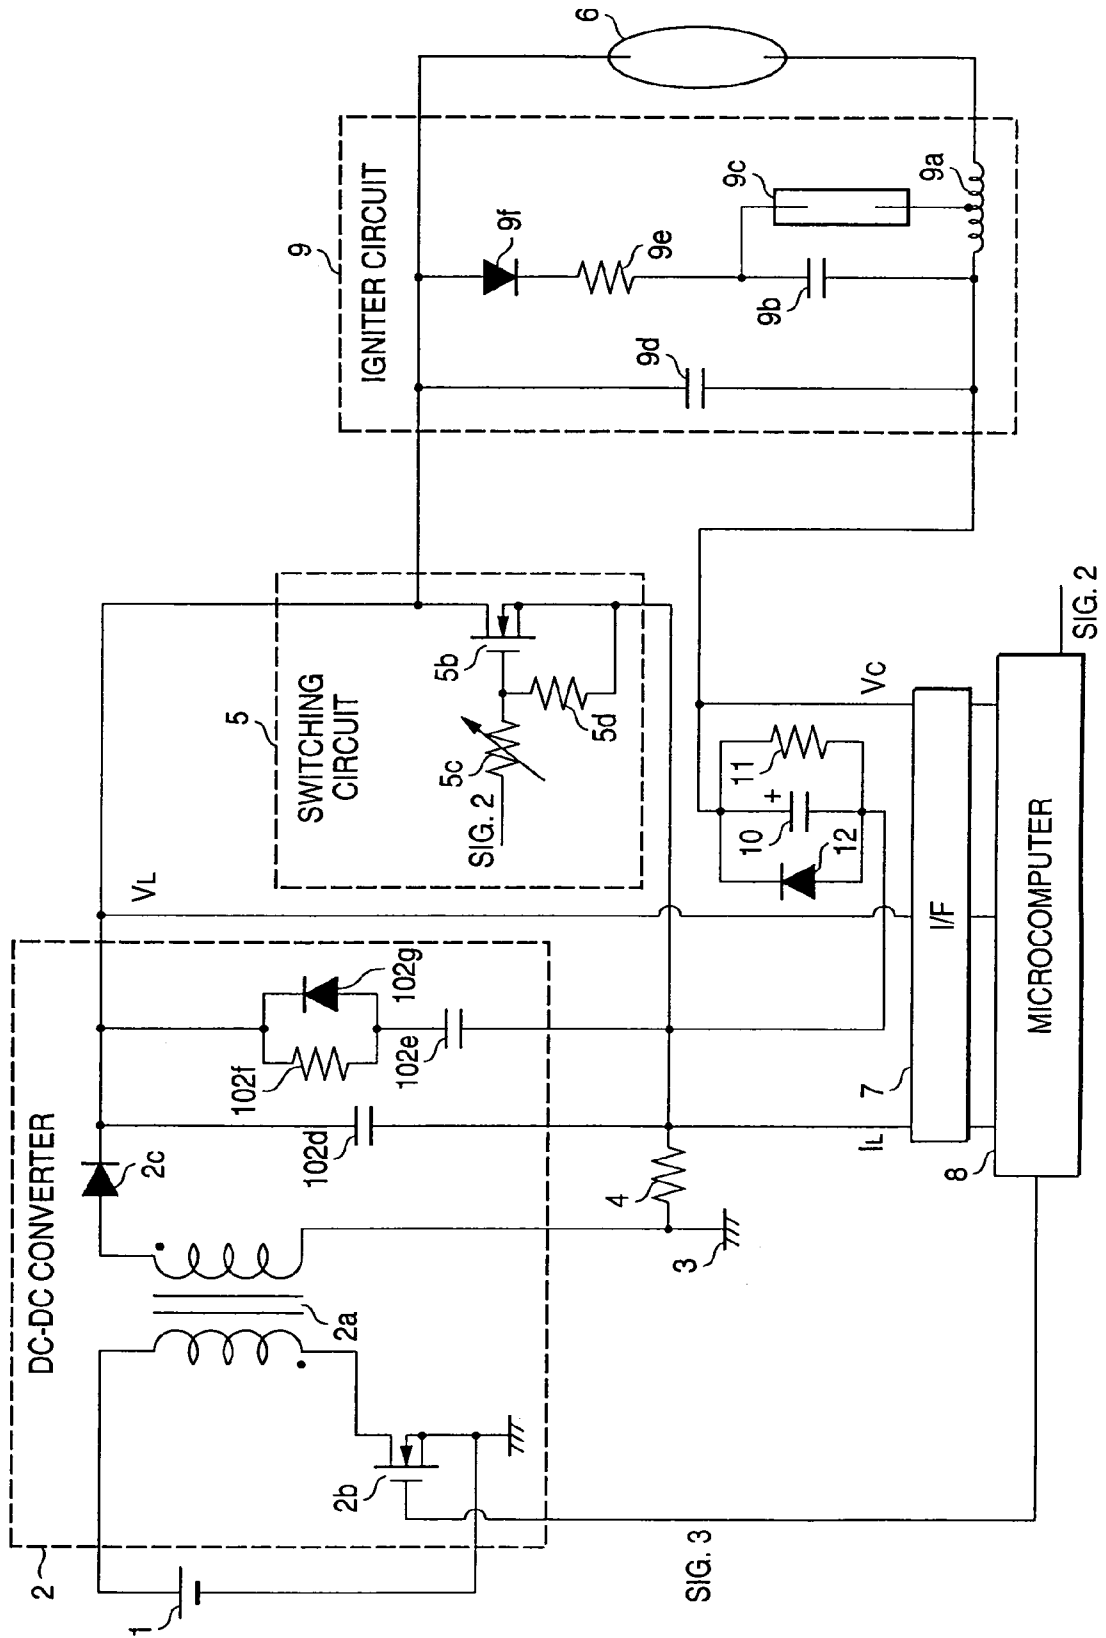 DC-DC CONVERTER
2
1
2a
2b
2c
102d
102e
102f
102g
VL
SIG. 3
3
4
IL
5
SWITCHING
CIRCUIT
SIG. 2
5c
5b
5d
10
+
11
12
VC
7
I/F
8
MICROCOMPUTER
SIG. 2
9
IGNITER CIRCUIT
9f
9e
9d
9b
9c
9a
6